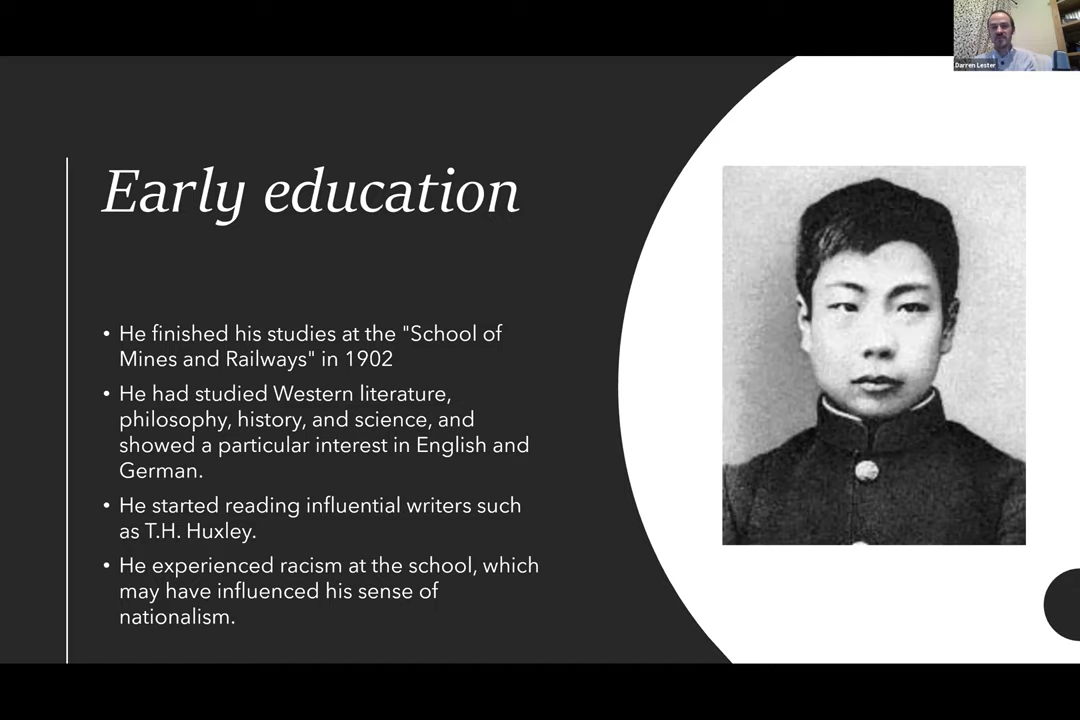 Darren Lester
Early education
• He finished his studies at the "School of
Mines and Railways" in 1902
• He had studied Western literature,
philosophy, history, and science, and
showed a particular interest in English and
German.
• He started reading influential writers such
as T.H. Huxley.
• He experienced racism at the school, which
may have influenced his sense of
nationalism.